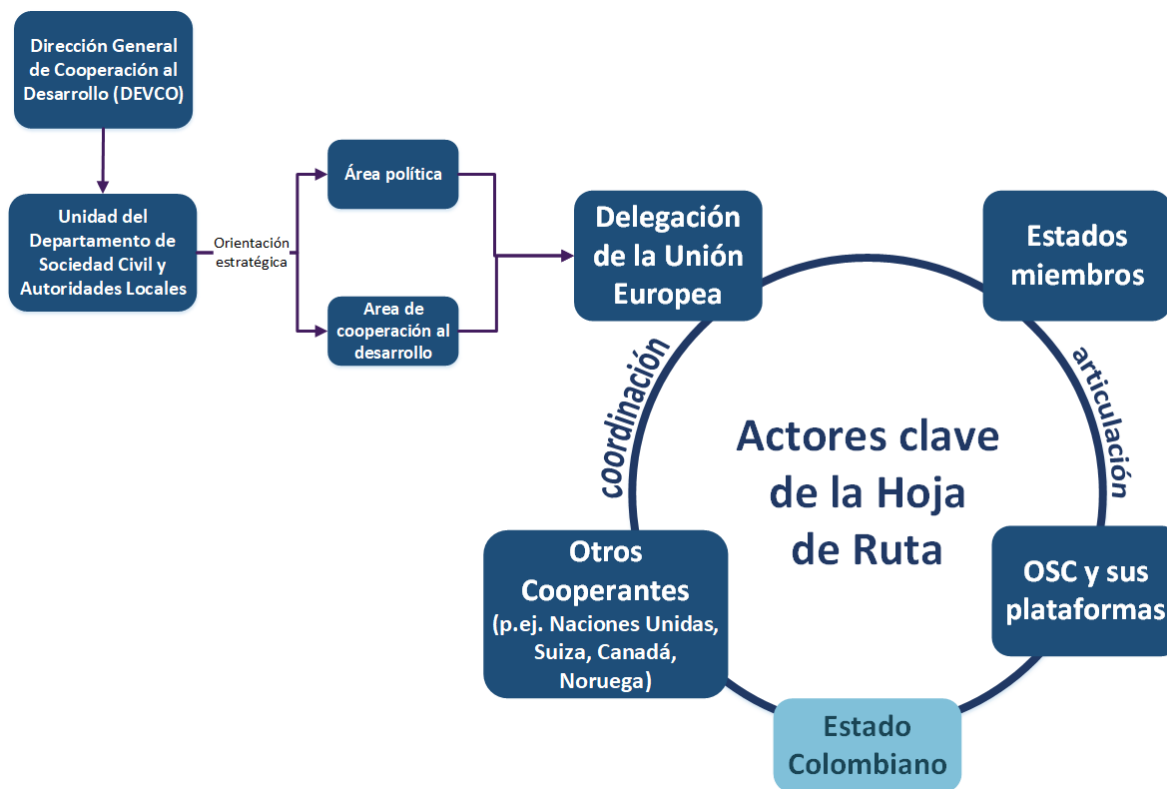 Dirección General
de Cooperación al
Desarrollo (DEVCO)
Unidad del
Departamento de
Sociedad Civil y
Autoridades Locales
Orientación
estratégica
Área política
Area de
cooperación al
desarrollo
Delegación
de la Unión
Europea
Estados
miembros
coordinación
articulación
Actores clave
de la Hoja
de Ruta
Otros
Cooperantes
(p.ej. Naciones Unidas,
Suiza, Canadá,
Noruega)
OSC y sus
plataformas
Estado
Colombiano